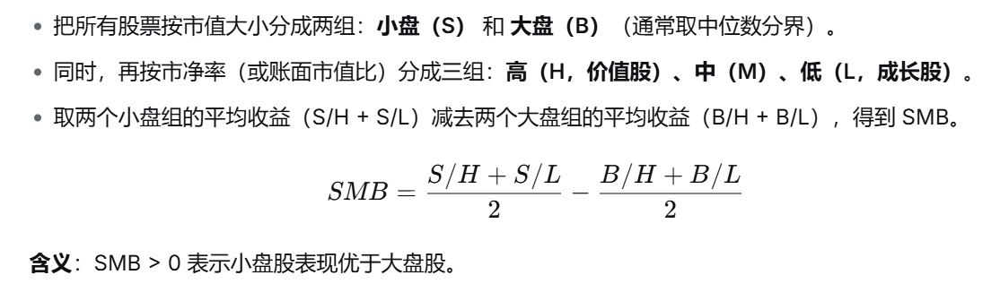 • 把所有股票按市值大小分成两组：小盘（S） 和 大盘（B）（通常取中位数分界）。
• 同时，再按市净率（或账面市值比）分成三组：高（H，价值股）、中（M）、低（L，成长股）。
• 取两个小盘组的平均收益（S/H + S/L）减去两个大盘组的平均收益（B/H + B/L），得到 SMB。
SMB = \frac{S/H + S/L}{2} - \frac{B/H + B/L}{2}
含义：SMB > 0 表示小盘股表现优于大盘股。